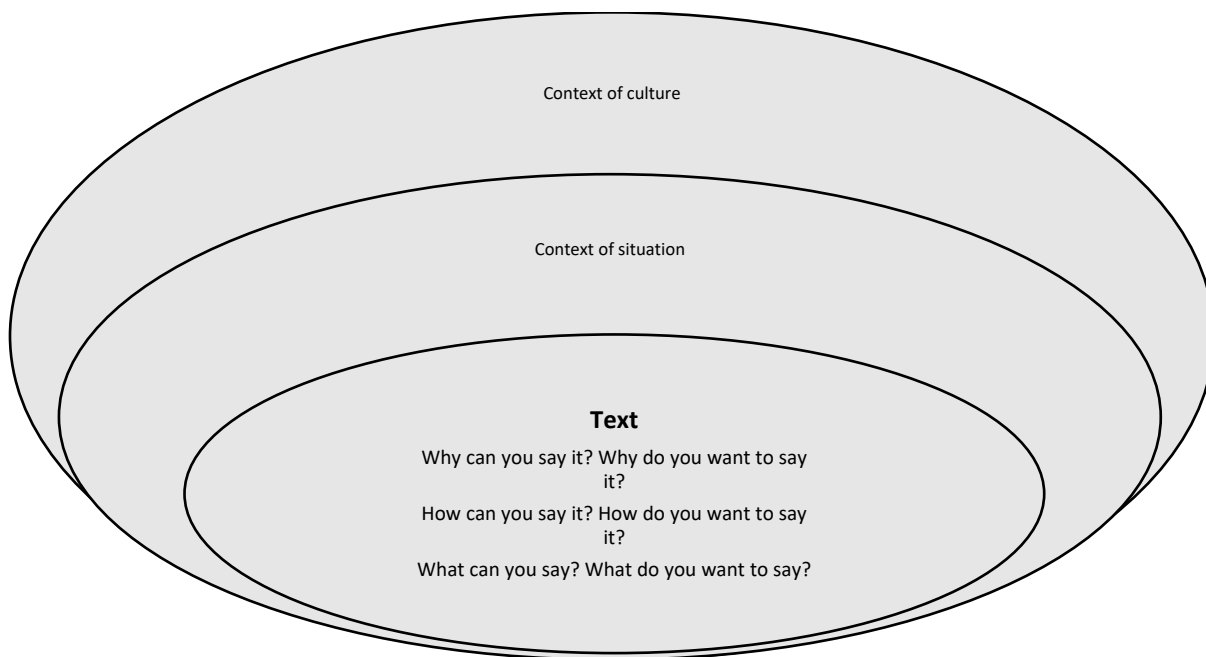 Context of culture
Context of situation
Text
Why can you say it? Why do you want to say
it?
How can you say it? How do you want to say
it?
What can you say? What do you want to say?